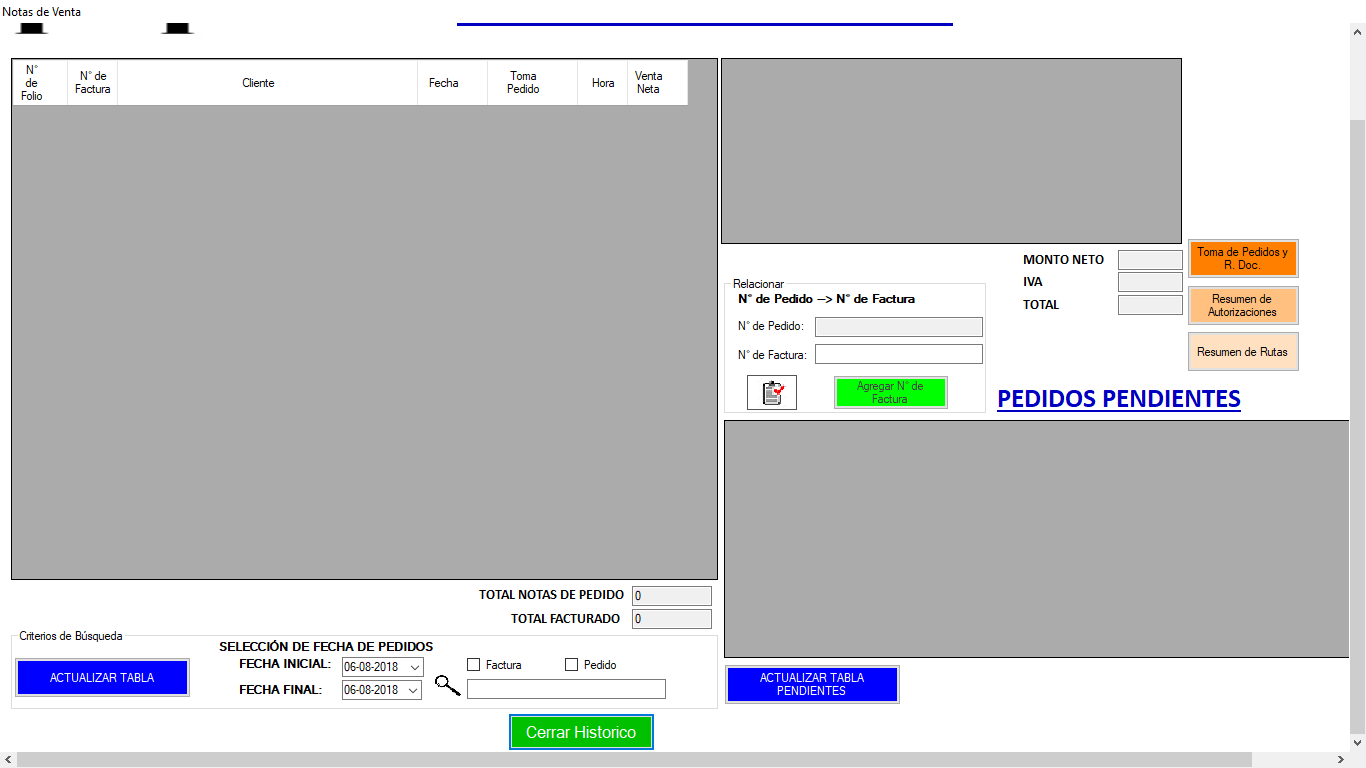 Notas de Venta
N° de Folio
N° de Factura
Cliente
Fecha
Toma Pedido
Hora
Venta Neta
MONTO NETO
IVA
TOTAL
Toma de Pedidos y
R. Doc.
Resumen de
Autorizaciones
Resumen de Rutas
Relacionar
N° de Pedido --> N° de Factura
N° de Pedido:
N° de Factura:
Agregar N° de
Factura
PEDIDOS PENDIENTES
TOTAL NOTAS DE PEDIDO 0
TOTAL FACTURADO 0
Criterios de Búsqueda
SELECCIÓN DE FECHA DE PEDIDOS
ACTUALIZAR TABLA
FECHA INICIAL: 06-08-2018
FECHA FINAL: 06-08-2018
Factura
Pedido
ACTUALIZAR TABLA
PENDIENTES
Cerrar Historico